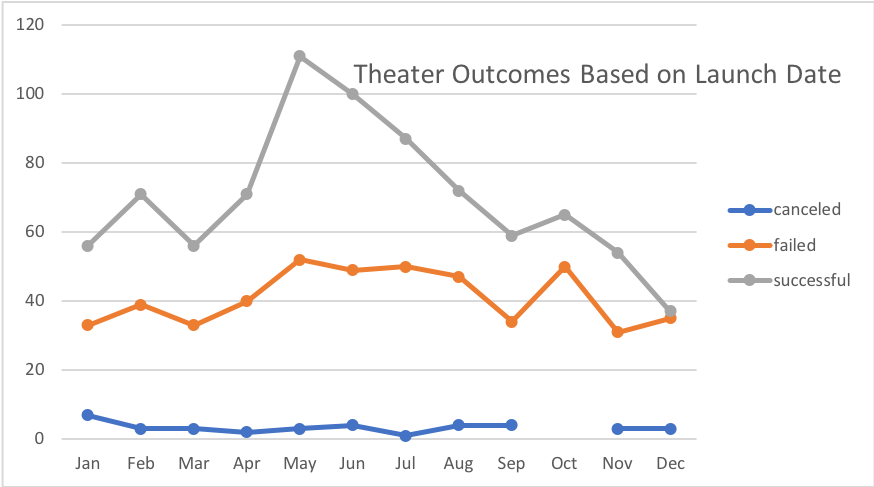 Theater Outcomes Based on Launch Date
120
100
80
60
40
20
0
Jan Feb Mar Apr May Jun Jul Aug Sep Oct Nov Dec
canceled
failed
successful